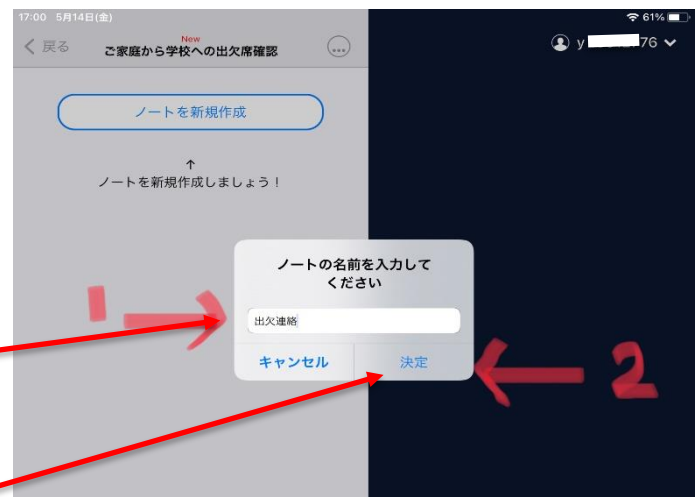 17:00 5月14日(金)
61%
戻る
New
ご家庭から学校への出欠席確認
y 76
ノートを新規作成
↑
ノートを新規作成しましょう！
ノートの名前を入力して
ください
出欠連絡
キャンセル 決定
1
2